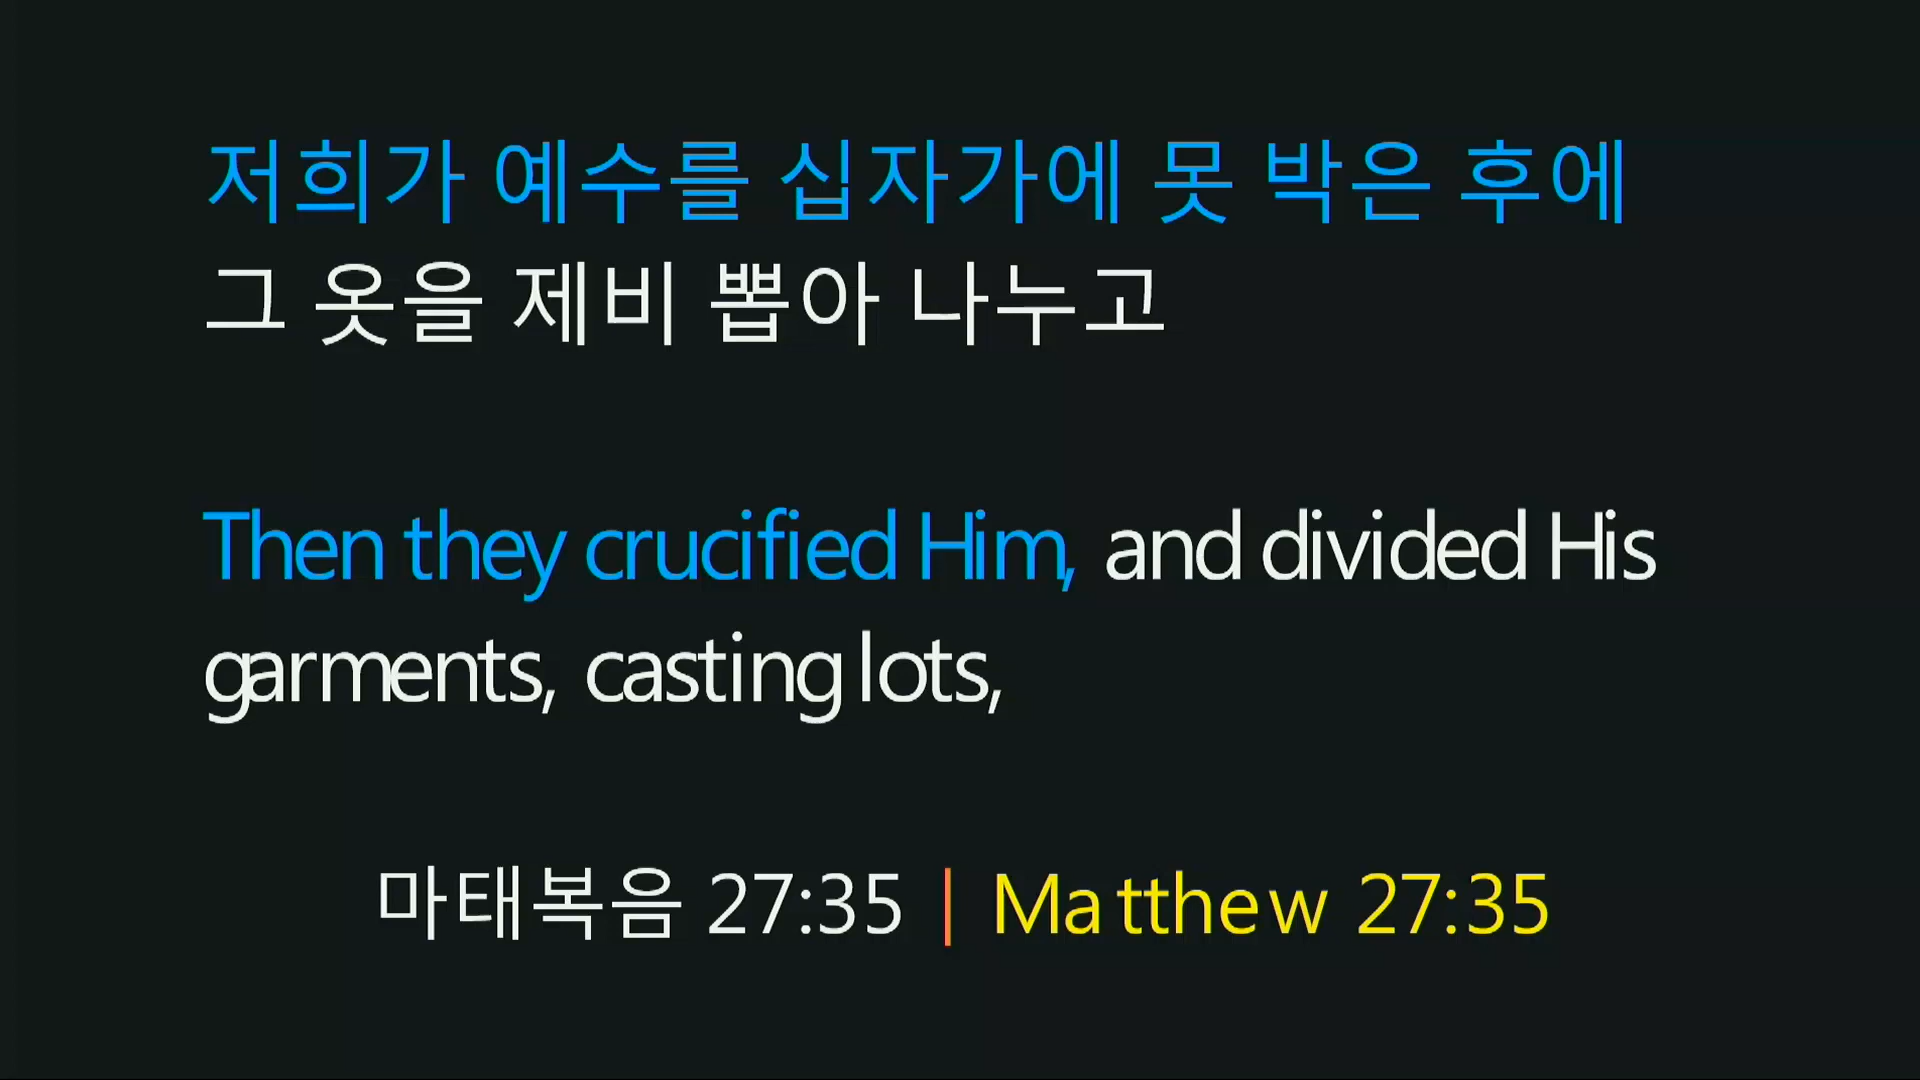 저희가 예수를 십자가에 못 박은 후에
그 옷을 제비 뽑아 나누고
Then they crucified Him, and divided His
garments, casting lots,
마태복음 27:35 | Matthew 27:35